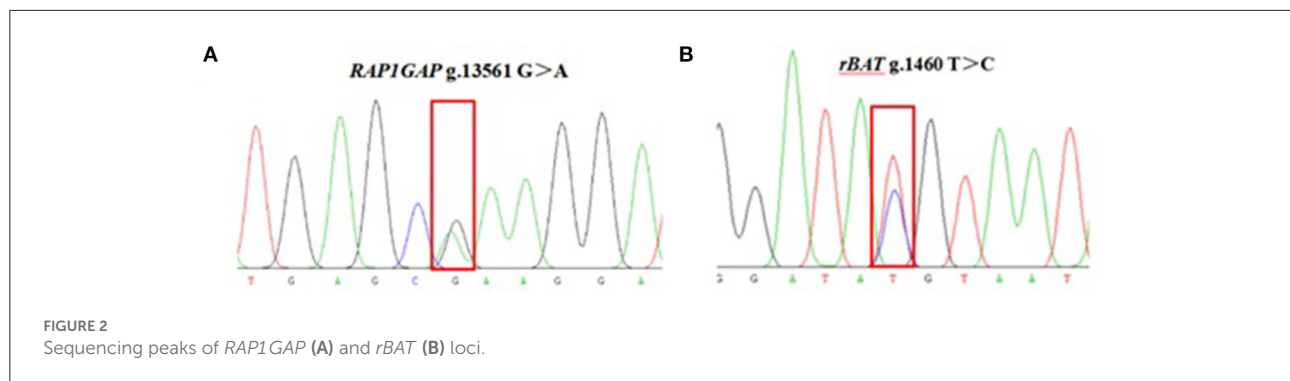 A
RAP1GAP g.13561 G>A
T G A G C G A A G G A
B
rBAT g.1460 T>C
G G A T A T G T A A T
FIGURE 2
Sequencing peaks of RAP1GAP (A) and rBAT (B) loci.